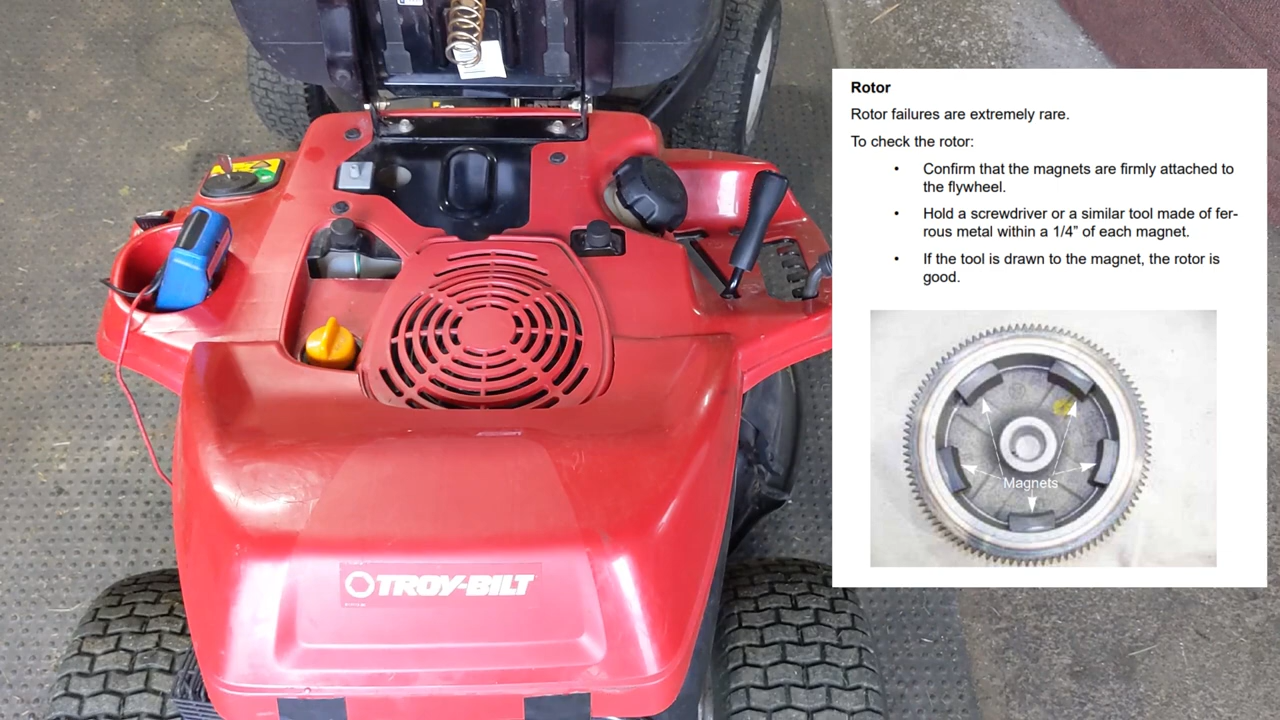 Rotor
Rotor failures are extremely rare.
To check the rotor:
• Confirm that the magnets are firmly attached to
the flywheel.
• Hold a screwdriver or a similar tool made of fer-
rous metal within a 1/4” of each magnet.
• If the tool is drawn to the magnet, the rotor is
good.
Magnets
TROY-BILT